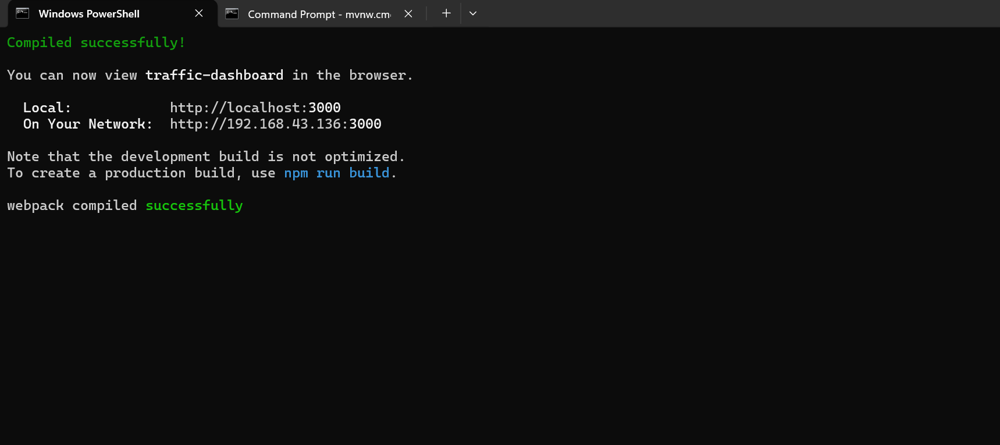 Windows PowerShell
Command Prompt - mvnw.cm
Compiled successfully!
You can now view traffic-dashboard in the browser.
Local: http://localhost:3000
On Your Network: http://192.168.43.136:3000
Note that the development build is not optimized.
To create a production build, use npm run build.
webpack compiled successfully